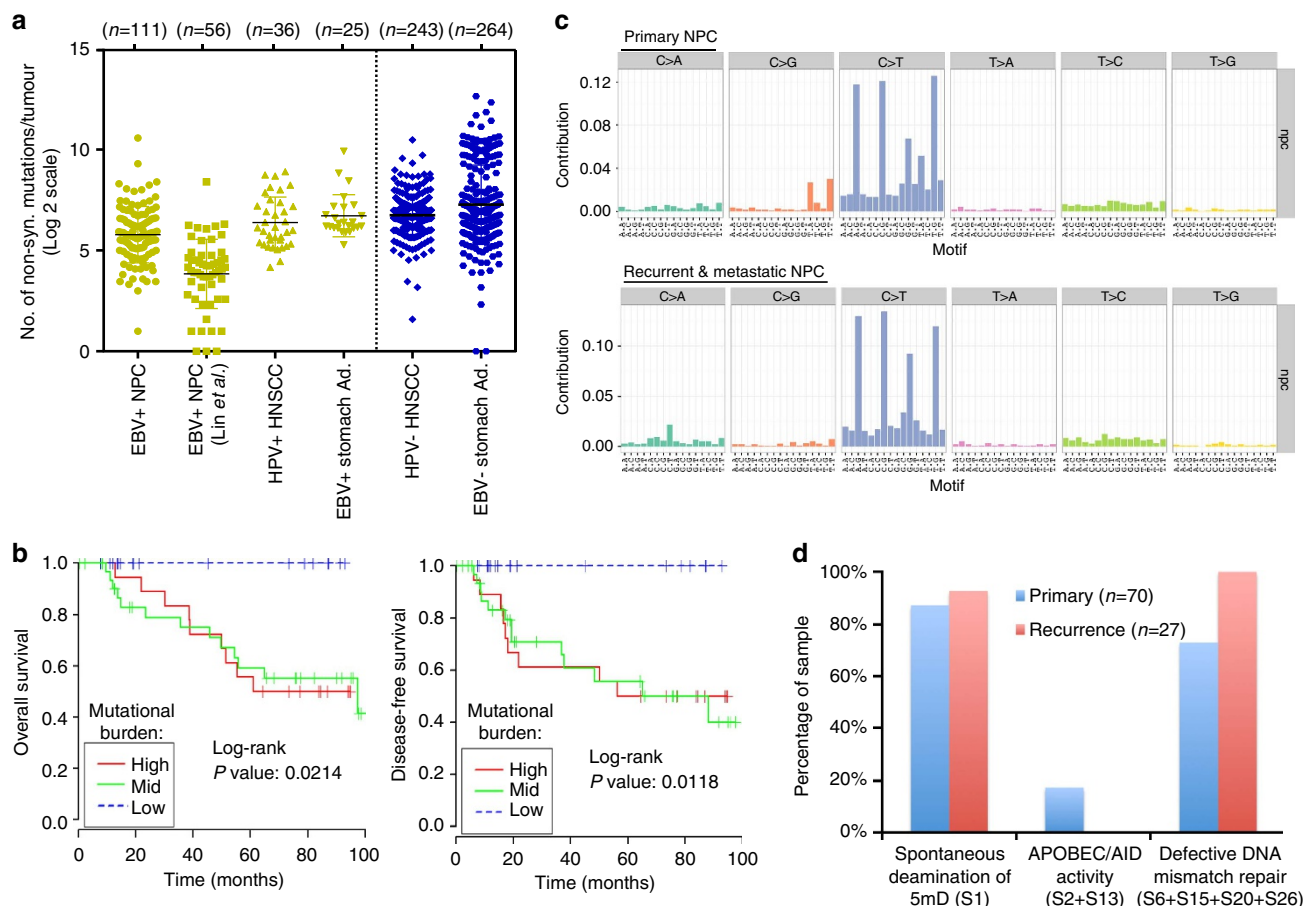 a
(n=111) (n=56) (n=36) (n=25) (n=243) (n=264)
15
10
5
0
No. of non-syn. mutations/tumour
(Log 2 scale)
EBV+ NPC
EBV+ NPC
(Lin et al.)
HPV+ HNSCC
EBV+ stomach Ad.
HPV- HNSCC
EBV- stomach Ad.
c
Primary NPC
C>A C>G C>T T>A T>C T>G
0.12
0.08
0.04
0.00
Contribution
npc
Motif
Recurrent & metastatic NPC
C>A C>G C>T T>A T>C T>G
0.10
0.05
0.00
Contribution
npc
Motif
b
1.0
0.8
0.6
0.4
0.2
0.0
Overall survival
Mutational
burden:
High
Mid
Low
Log-rank
P value: 0.0214
0 20 40 60 80 100
Time (months)
1.0
0.8
0.6
0.4
0.2
0.0
Disease-free survival
Mutational
burden:
High
Mid
Low
Log-rank
P value: 0.0118
0 20 40 60 80 100
Time (months)
d
100%
80%
60%
40%
20%
0%
Percentage of sample
Primary (n=70)
Recurrence (n=27)
Spontaneous
deamination of
5mD (S1)
APOBEC/AID
activity
(S2+S13)
Defective DNA
mismatch repair
(S6+S15+S20+S26)